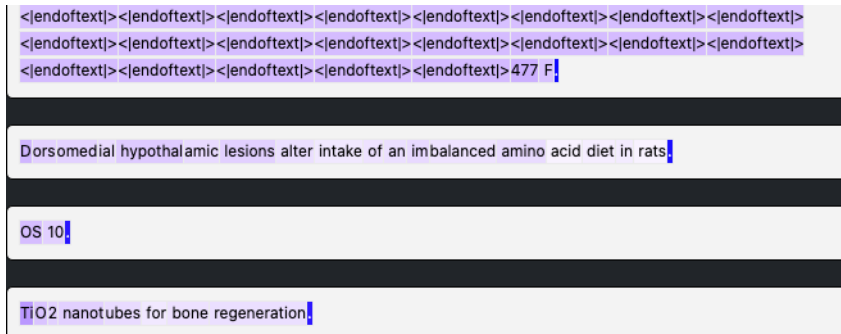 <|endoftext|><|endoftext|><|endoftext|><|endoftext|><|endoftext|><|endoftext|><|endoftext|><|endoftext|>
<|endoftext|><|endoftext|><|endoftext|><|endoftext|><|endoftext|><|endoftext|><|endoftext|><|endoftext|>
<|endoftext|><|endoftext|><|endoftext|><|endoftext|><|endoftext|>477 F.
Dorsomedial hypothalamic lesions alter intake of an imbalanced amino acid diet in rats.
OS 10.
TiO2 nanotubes for bone regeneration.